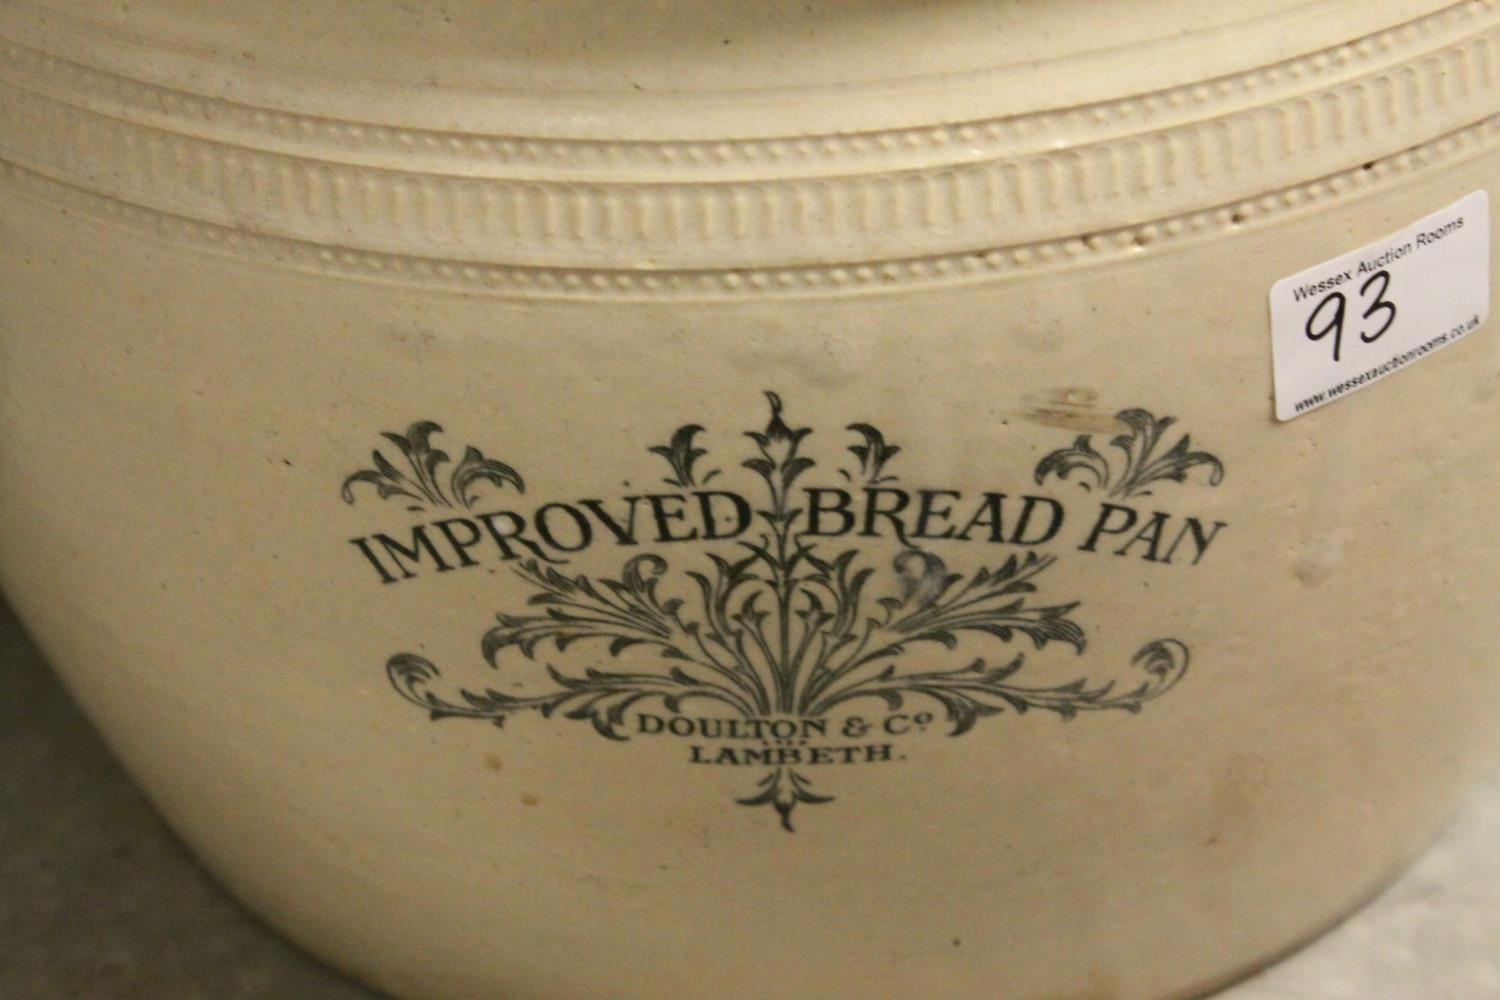 IMPROVED BREAD PAN
DOULTON & Co
LAMBETH.
Wessex Auction Rooms
93
www.wessexauctionrooms.co.uk